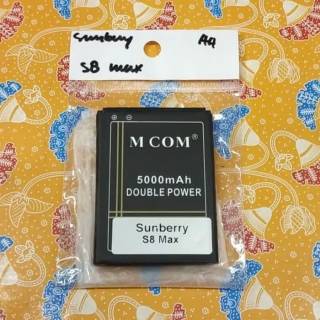 Sunberry A9
S8 max
M COM®
5000mAh
DOUBLE POWER
Sunberry
S8 Max